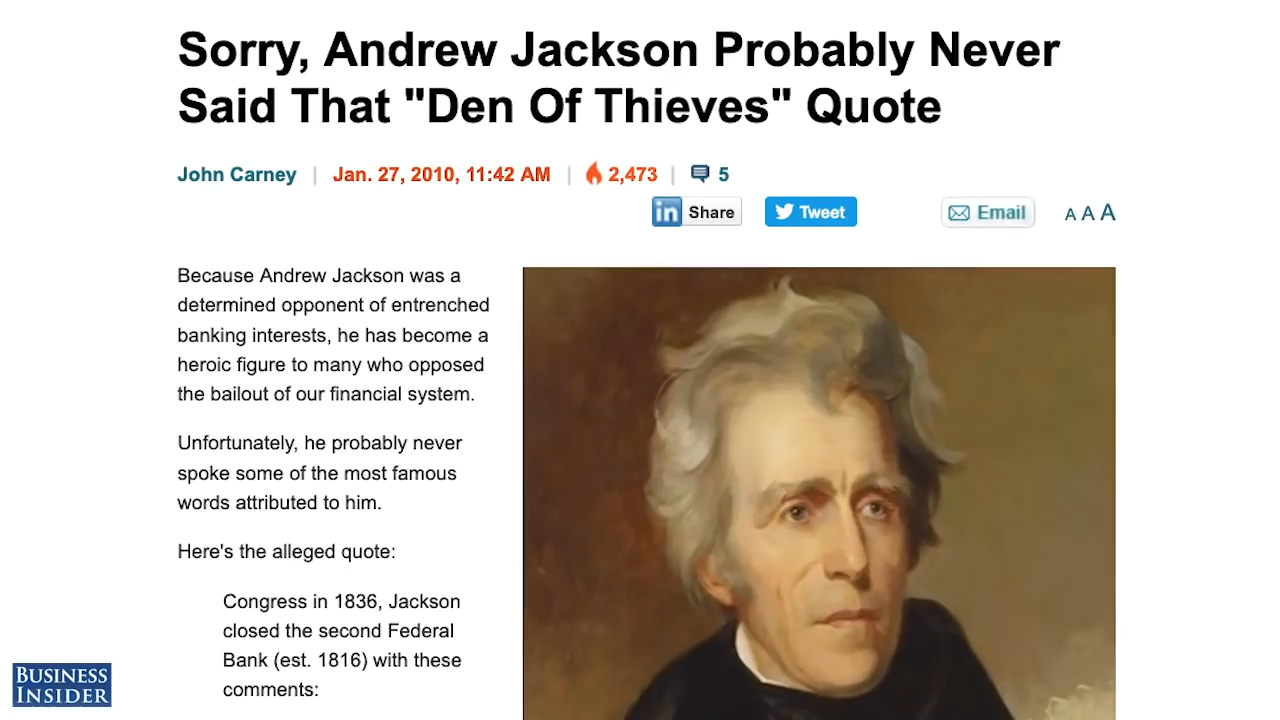 Sorry, Andrew Jackson Probably Never
Said That "Den Of Thieves" Quote
John Carney | Jan. 27, 2010, 11:42 AM | 2,473 | 5
in Share Tweet Email A A A
Because Andrew Jackson was a
determined opponent of entrenched
banking interests, he has become a
heroic figure to many who opposed
the bailout of our financial system.
Unfortunately, he probably never
spoke some of the most famous
words attributed to him.
Here's the alleged quote:
Congress in 1836, Jackson
closed the second Federal
Bank (est. 1816) with these
comments:
BUSINESS
INSIDER